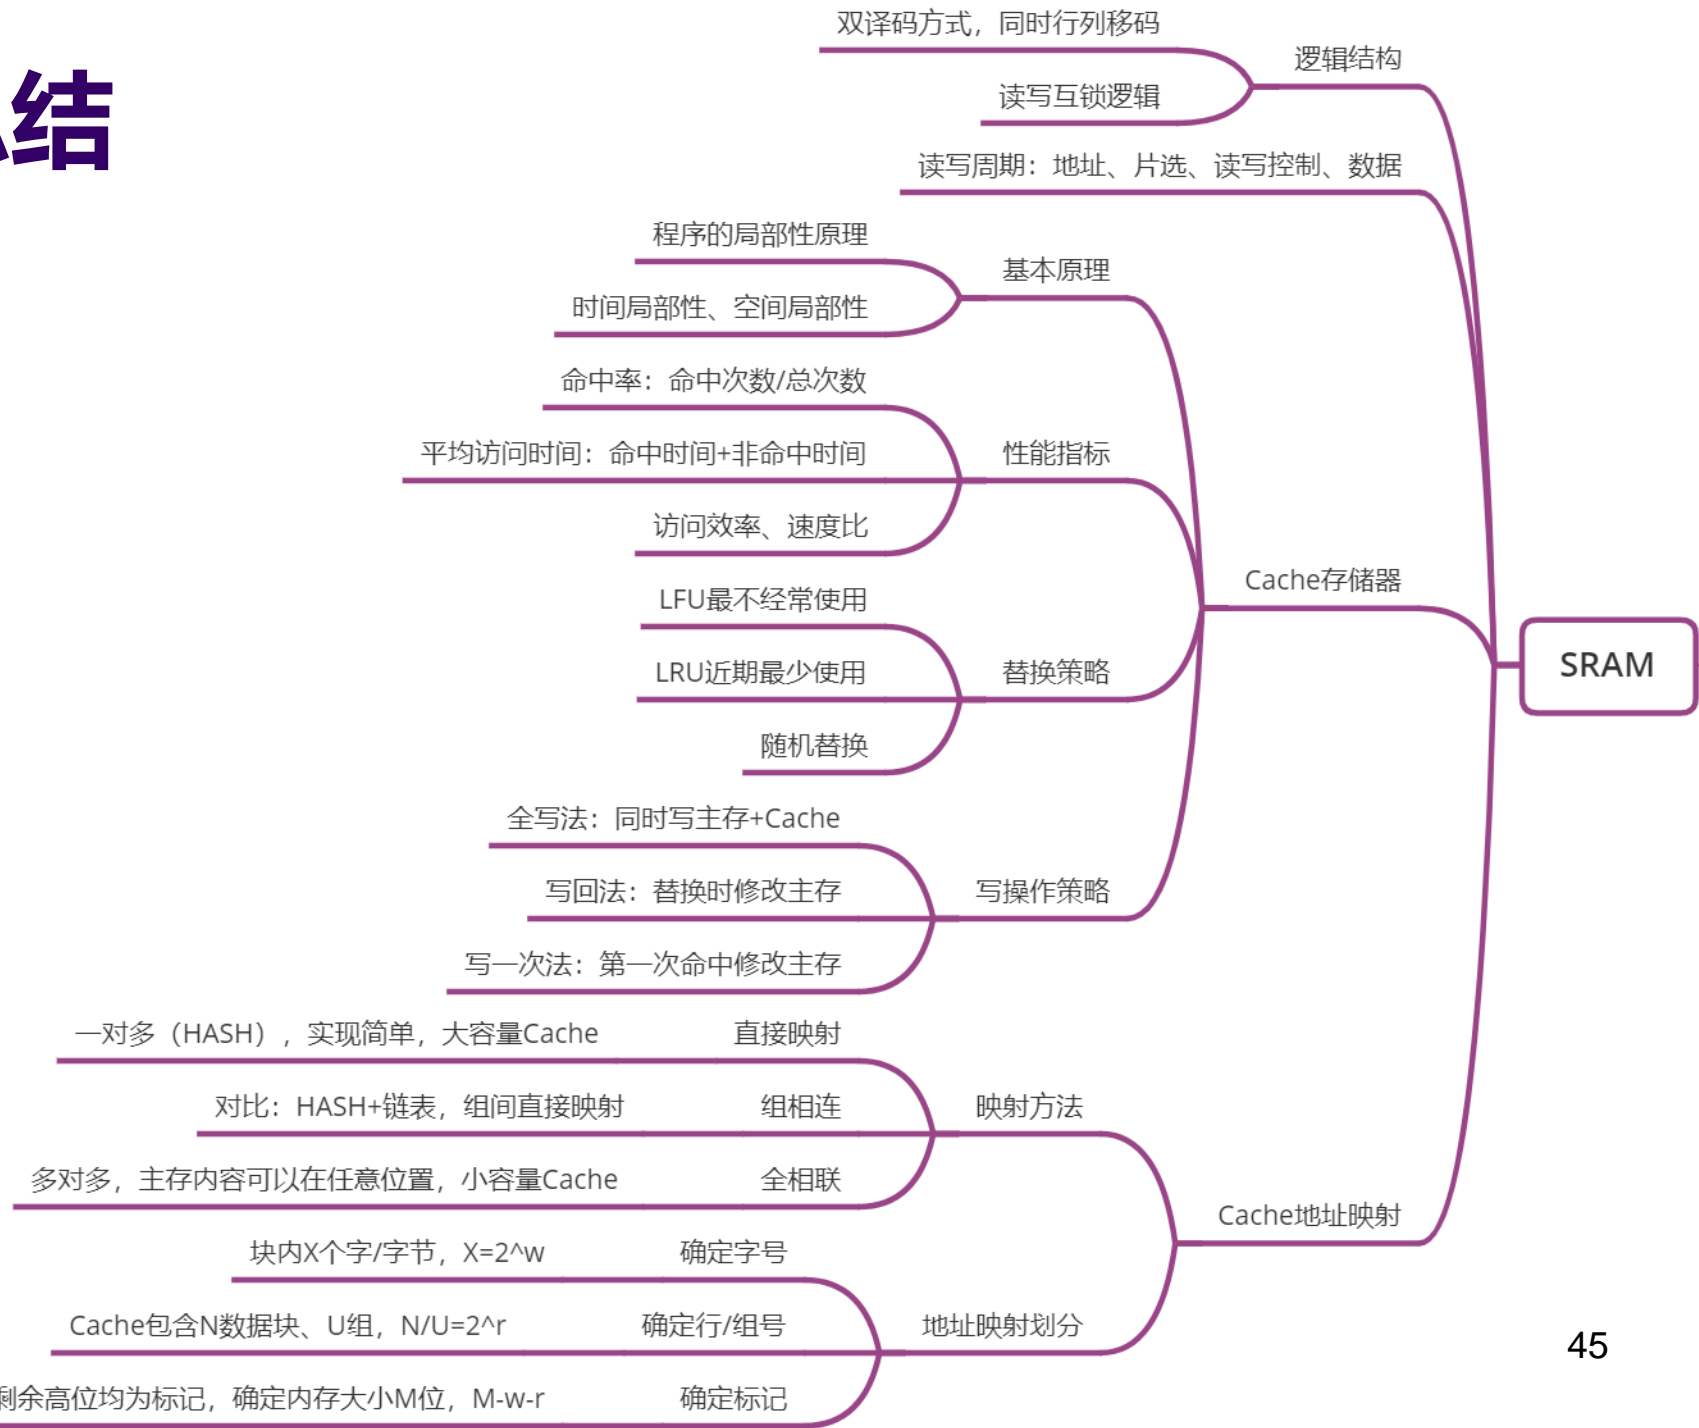 结
双译码方式，同时行列移码
逻辑结构
读写互锁逻辑
读写周期：地址、片选、读写控制、数据
程序的局部性原理
基本原理
时间局部性、空间局部性
命中率：命中次数/总次数
平均访问时间：命中时间+非命中时间
性能指标
访问效率、速度比
LFU最不经常使用
Cache存储器
SRAM
LRU近期最少使用
替换策略
随机替换
全写法：同时写主存+Cache
写回法：替换时修改主存
写操作策略
写一次法：第一次命中修改主存
一对多（HASH），实现简单，大容量Cache
直接映射
对比：HASH+链表，组间直接映射
组相连
映射方法
多对多，主存内容可以在任意位置，小容量Cache
全相联
Cache地址映射
块内X个字/字节，X=2^w
确定字号
Cache包含N数据块、U组，N/U=2^r
确定行/组号
地址映射划分
剩余高位均为标记，确定内存大小M位，M-w-r
确定标记
45